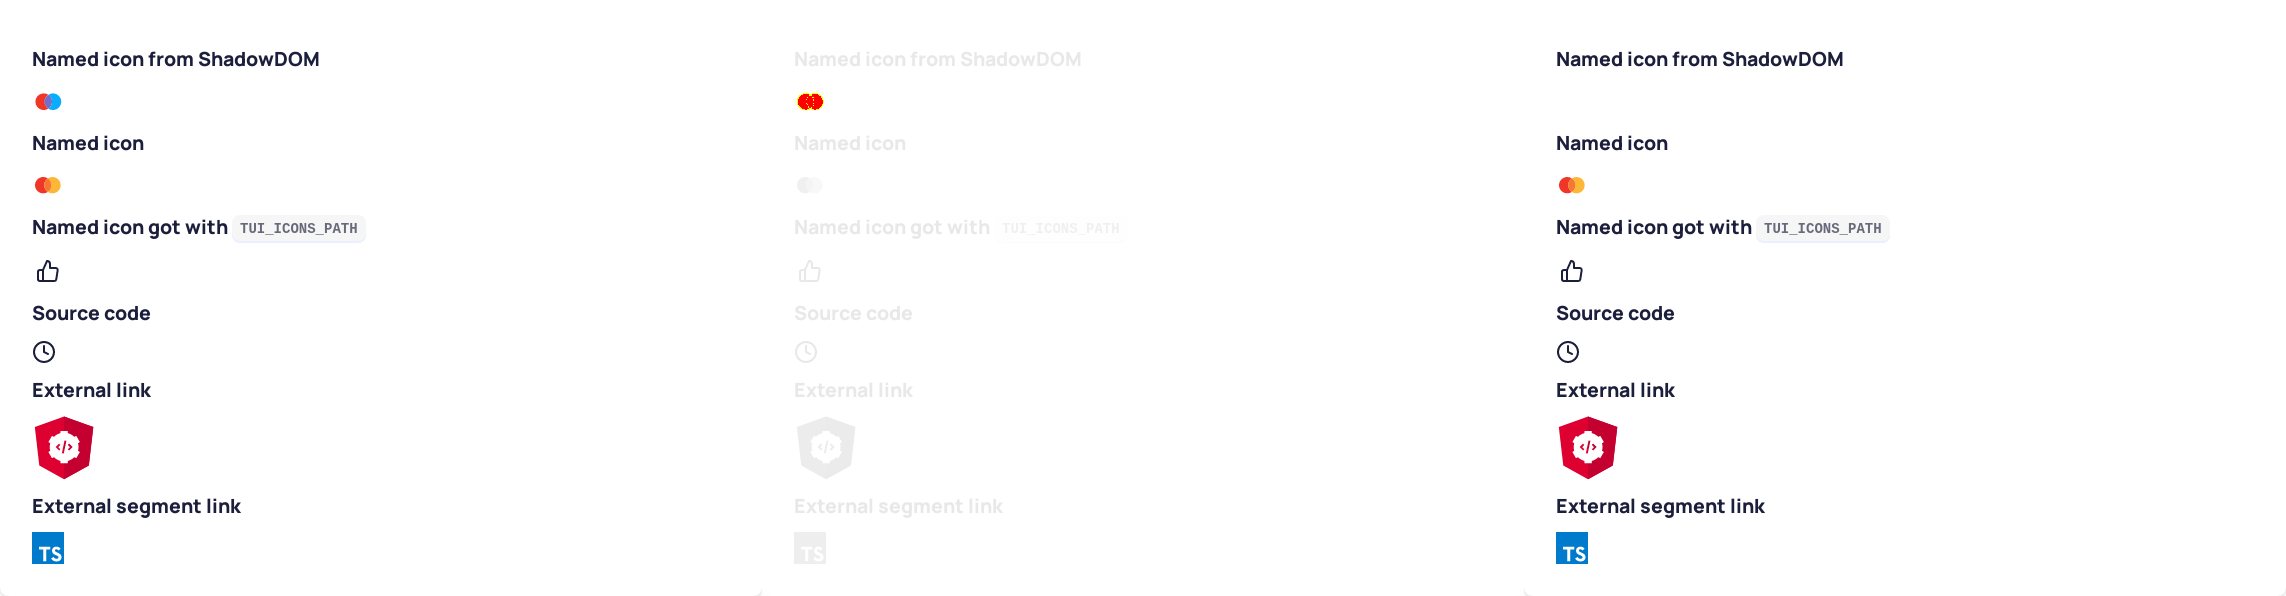 Named icon from ShadowDOM
Named icon
Named icon got with TUI_ICONS_PATH
Source code
External link
</>
External segment link
TS
Named icon from ShadowDOM
Named icon
Named icon got with TUI_ICONS_PATH
Source code
External link
</>
External segment link
TS
Named icon from ShadowDOM
Named icon
Named icon got with TUI_ICONS_PATH
Source code
External link
</>
External segment link
TS